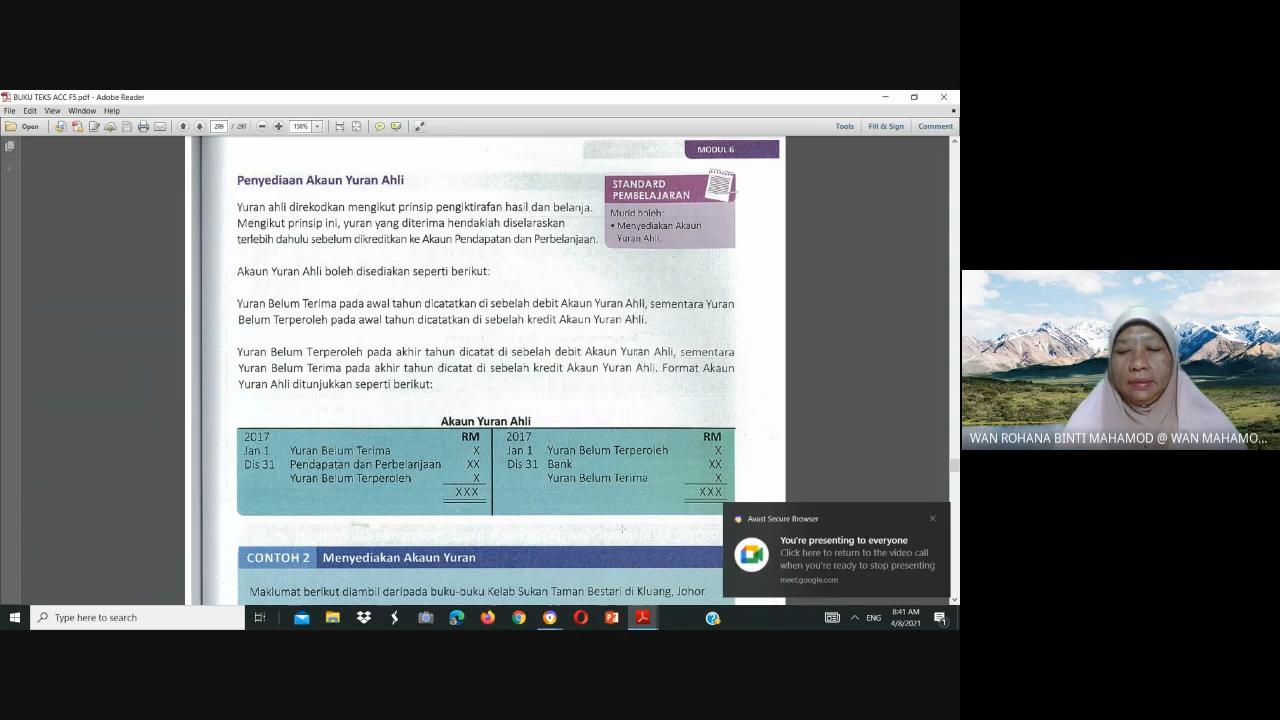 BUKU TEKS ACC F5.pdf - Adobe Reader
File Edit View Window Help
Open 209 / 290 150% Tools Fill & Sign Comment
MODUL 6
Penyediaan Akaun Yuran Ahli
Yuran ahli direkodkan mengikut prinsip pengiktirafan hasil dan belanja.
Mengikut prinsip ini, yuran yang diterima hendaklah diselaraskan
terlebih dahulu sebelum dikreditkan ke Akaun Pendapatan dan Perbelanjaan.
STANDARD
PEMBELAJARAN
Murid boleh:
• Menyediakan Akaun
Yuran Ahli.
Akaun Yuran Ahli boleh disediakan seperti berikut:
Yuran Belum Terima pada awal tahun dicatatkan di sebelah debit Akaun Yuran Ahli, sementara Yuran
Belum Terperoleh pada awal tahun dicatatkan di sebelah kredit Akaun Yuran Ahli.
Yuran Belum Terperoleh pada akhir tahun dicatat di sebelah debit Akaun Yuran Ahli, sementara
Yuran Belum Terima pada akhir tahun dicatat di sebelah kredit Akaun Yuran Ahli. Format Akaun
Yuran Ahli ditunjukkan seperti berikut:
Akaun Yuran Ahli
2017 RM 2017 RM
Jan 1 Yuran Belum Terima X Jan 1 Yuran Belum Terperoleh X
Dis 31 Pendapatan dan Perbelanjaan XX Dis 31 Bank XX
Yuran Belum Terperoleh X Yuran Belum Terima X
XXX XXX
CONTOH 2 Menyediakan Akaun Yuran
Maklumat berikut diambil daripada buku-buku Kelab Sukan Taman Bestari di Kluang, Johor.
Avast Secure Browser
You're presenting to everyone
Click here to return to the video call
when you're ready to stop presenting
meet.google.com
Type here to search
ENG
8:41 AM
4/8/2021
WAN ROHANA BINTI MAHAMOD @ WAN MAHAMO...